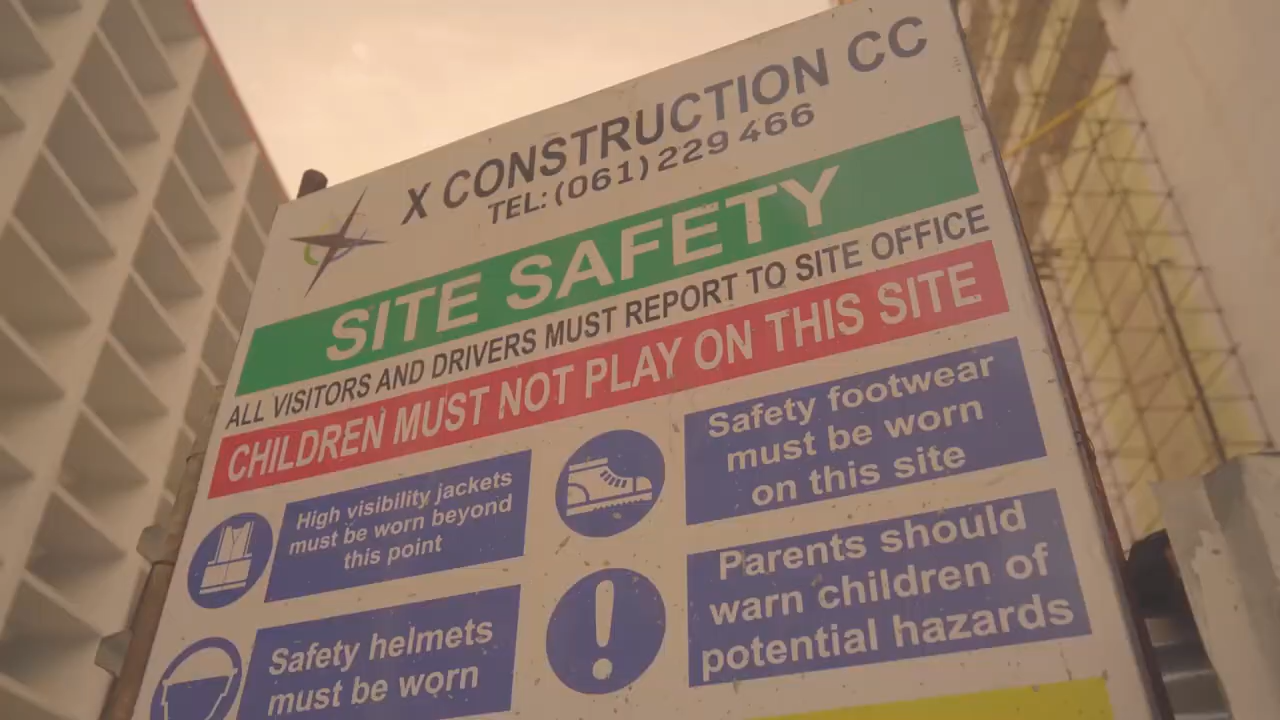 X CONSTRUCTION CC
TEL: (061) 229 466
SITE SAFETY
ALL VISITORS AND DRIVERS MUST REPORT TO SITE OFFICE
CHILDREN MUST NOT PLAY ON THIS SITE
High visibility jackets
must be worn beyond
this point
Safety footwear
must be worn
on this site
Safety helmets
must be worn
Parents should
warn children of
potential hazards